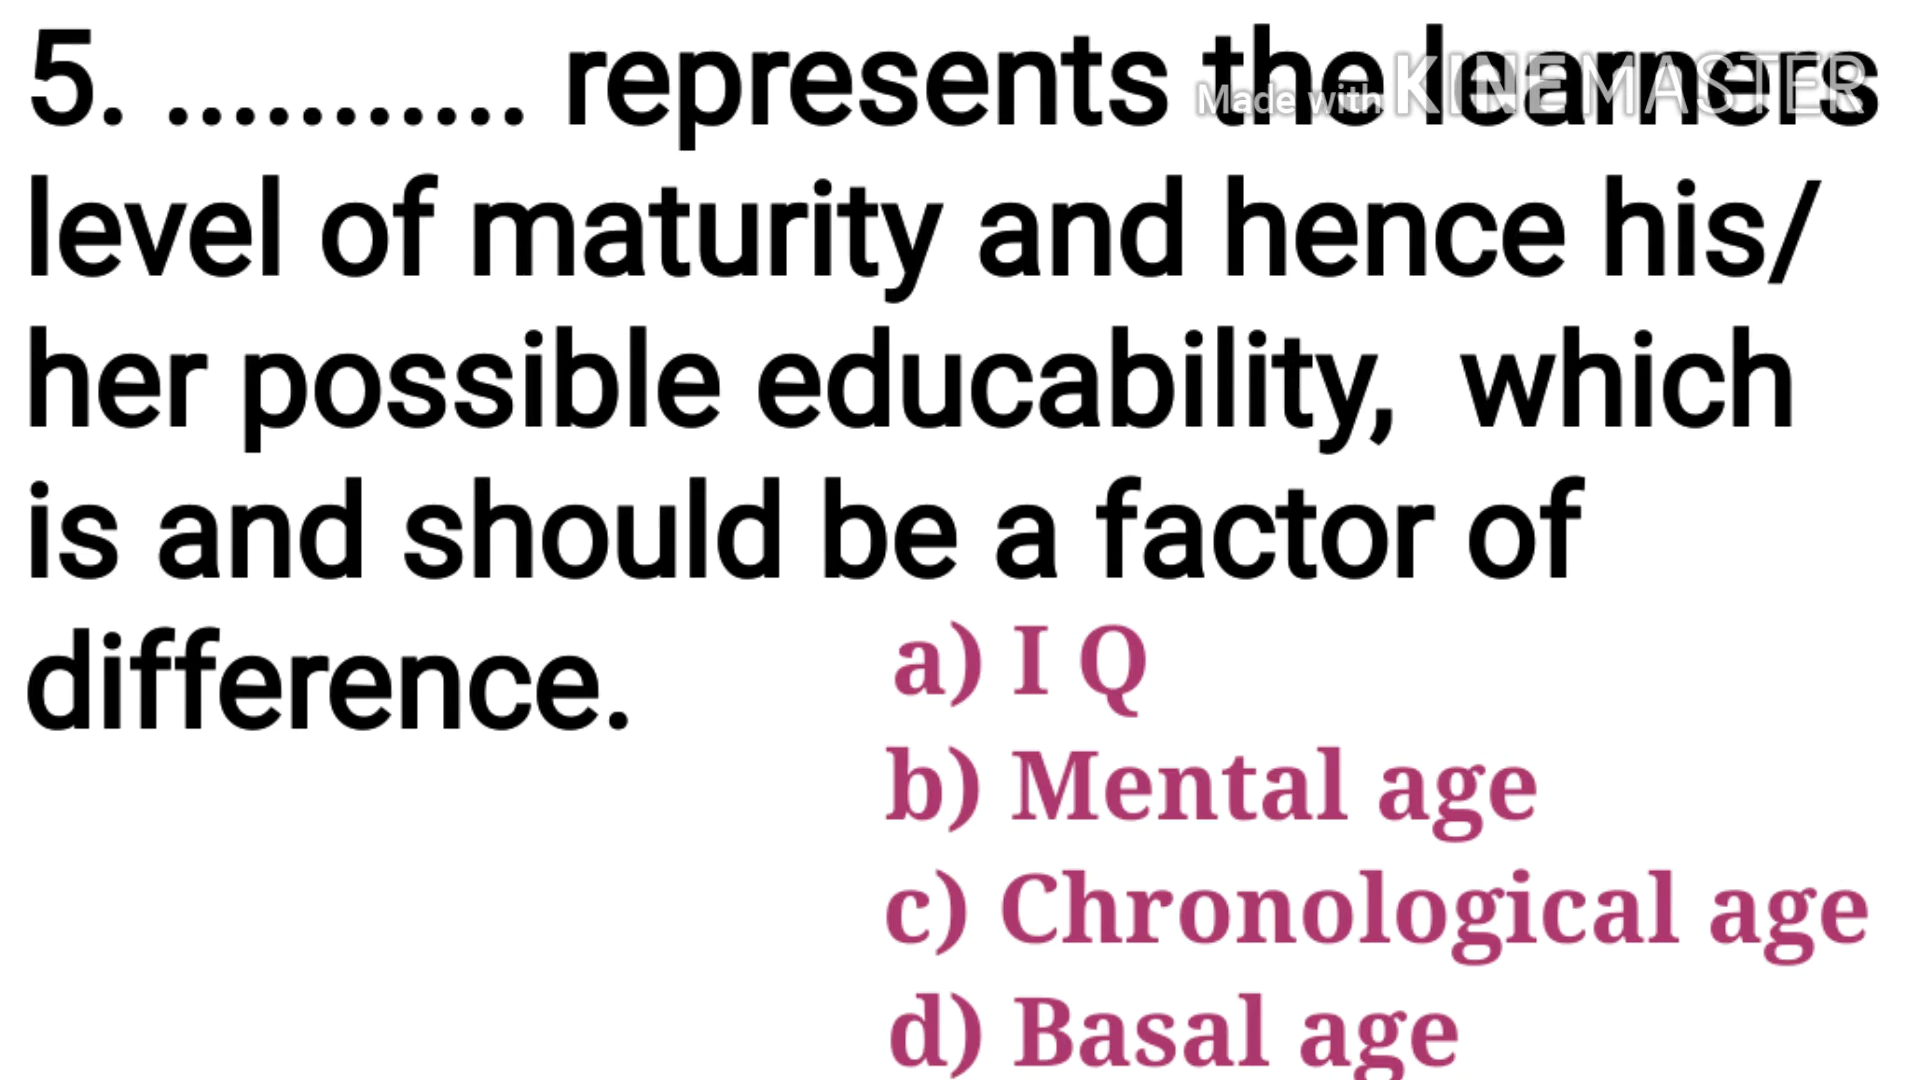 5. ........... represents the learners
Made with KINEMASTER
level of maturity and hence his/
her possible educability, which
is and should be a factor of
difference.
a) I Q
b) Mental age
c) Chronological age
d) Basal age